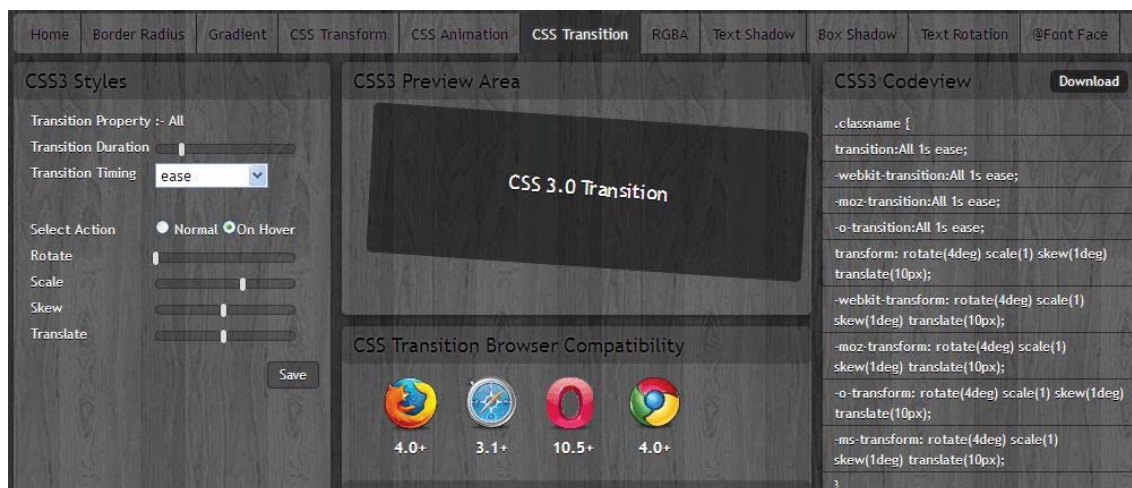 Home Border Radius Gradient CSS Transform CSS Animation CSS Transition RGBA Text Shadow Box Shadow Text Rotation @Font Face
CSS3 Styles
Transition Property :- All
Transition Duration
Transition Timing ease
Select Action Normal On Hover
Rotate
Scale
Skew
Translate
Save
CSS3 Preview Area
CSS 3.0 Transition
CSS Transition Browser Compatibility
4.0+ 3.1+ 10.5+ 4.0+
CSS3 Codeview Download
.classname {
transition:All 1s ease;
-webkit-transition:All 1s ease;
-moz-transition:All 1s ease;
-o-transition:All 1s ease;
transform: rotate(4deg) scale(1) skew(1deg)
translate(10px);
-webkit-transform: rotate(4deg) scale(1)
skew(1deg) translate(10px);
-moz-transform: rotate(4deg) scale(1)
skew(1deg) translate(10px);
-o-transform: rotate(4deg) scale(1) skew(1deg)
translate(10px);
-ms-transform: rotate(4deg) scale(1)
skew(1deg) translate(10px);
}